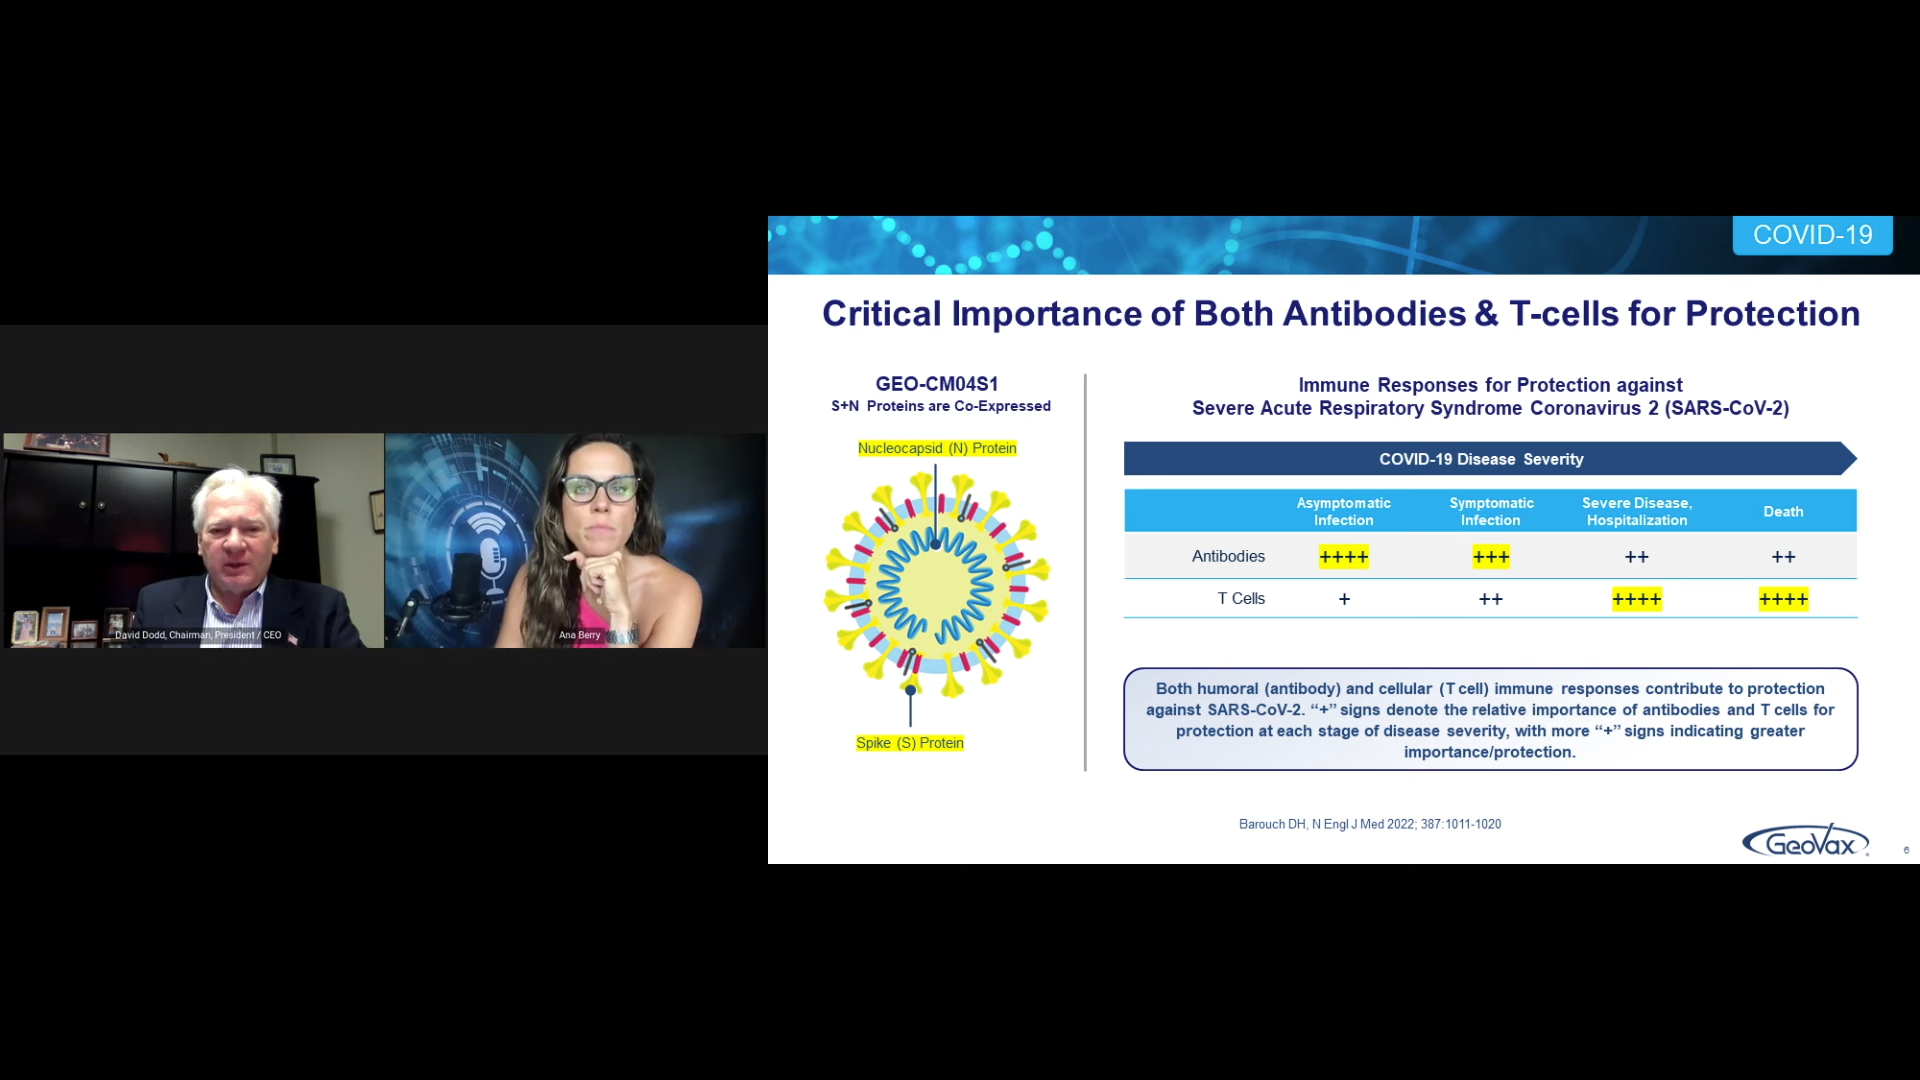 COVID-19
Critical Importance of Both Antibodies & T-cells for Protection
GEO-CM04S1
S+N Proteins are Co-Expressed
Nucleocapsid (N) Protein
Spike (S) Protein
Immune Responses for Protection against
Severe Acute Respiratory Syndrome Coronavirus 2 (SARS-CoV-2)
COVID-19 Disease Severity
Asymptomatic Infection Symptomatic Infection Severe Disease, Hospitalization Death
Antibodies ++++ +++ ++ ++
T Cells + ++ ++++ ++++
Both humoral (antibody) and cellular (T cell) immune responses contribute to protection
against SARS-CoV-2. “+” signs denote the relative importance of antibodies and T cells for
protection at each stage of disease severity, with more “+” signs indicating greater
importance/protection.
Barouch DH, N Engl J Med 2022; 387:1011-1020
GeoVax
6
David Dodd, Chairman, President / CEO
Ana Berry